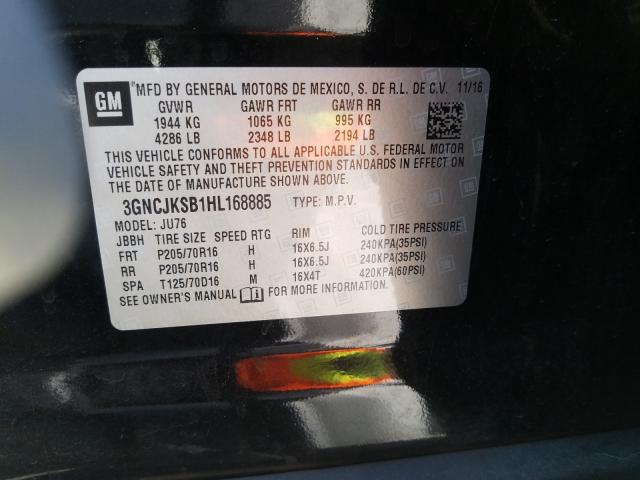 GM
MFD BY GENERAL MOTORS DE MEXICO, S. DE R.L. DE C.V. 11/16
GVWR GAWR FRT GAWR RR
1944 KG 1065 KG 995 KG
4286 LB 2348 LB 2194 LB
THIS VEHICLE CONFORMS TO ALL APPLICABLE U.S. FEDERAL MOTOR
VEHICLE SAFETY AND THEFT PREVENTION STANDARDS IN EFFECT ON
THE DATE OF MANUFACTURE SHOWN ABOVE.
3GNCJKSB1HL168885 TYPE: M.P.V.
MODEL: JU76
JBBH TIRE SIZE SPEED RTG RIM COLD TIRE PRESSURE
FRT P205/70R16 H 16X6.5J 240KPA(35PSI)
RR P205/70R16 H 16X6.5J 240KPA(35PSI)
SPA T125/70D16 M 16X4T 420KPA(60PSI)
SEE OWNER'S MANUAL FOR MORE INFORMATION.